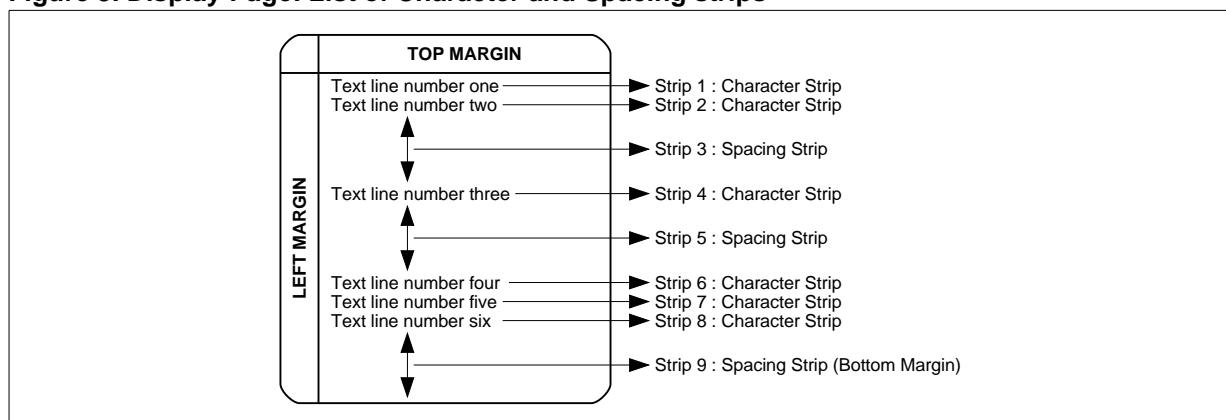 Figure 3. Display Page: List of Character and Spacing strips
TOP MARGIN
LEFT MARGIN
Text line number one
Strip 1 : Character Strip
Text line number two
Strip 2 : Character Strip
Strip 3 : Spacing Strip
Text line number three
Strip 4 : Character Strip
Strip 5 : Spacing Strip
Text line number four
Strip 6 : Character Strip
Text line number five
Strip 7 : Character Strip
Text line number six
Strip 8 : Character Strip
Strip 9 : Spacing Strip (Bottom Margin)